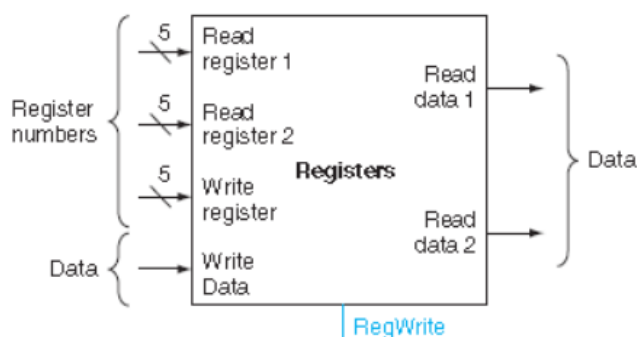 5
Read
register 1
5
Read
register 2
5
Write
register
Write
Data
Register
numbers
Data
Registers
Read
data 1
Read
data 2
Data
RegWrite